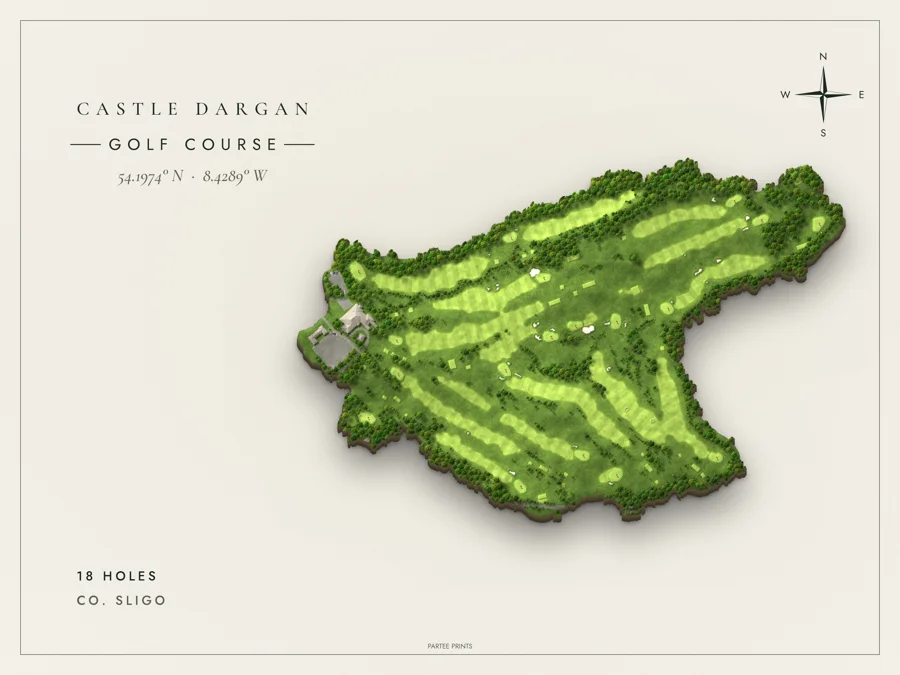 CASTLE DARGAN
GOLF COURSE
54.1974° N · 8.4289° W
N
W E
S
18 HOLES
CO. SLIGO
PARTEE PRINTS